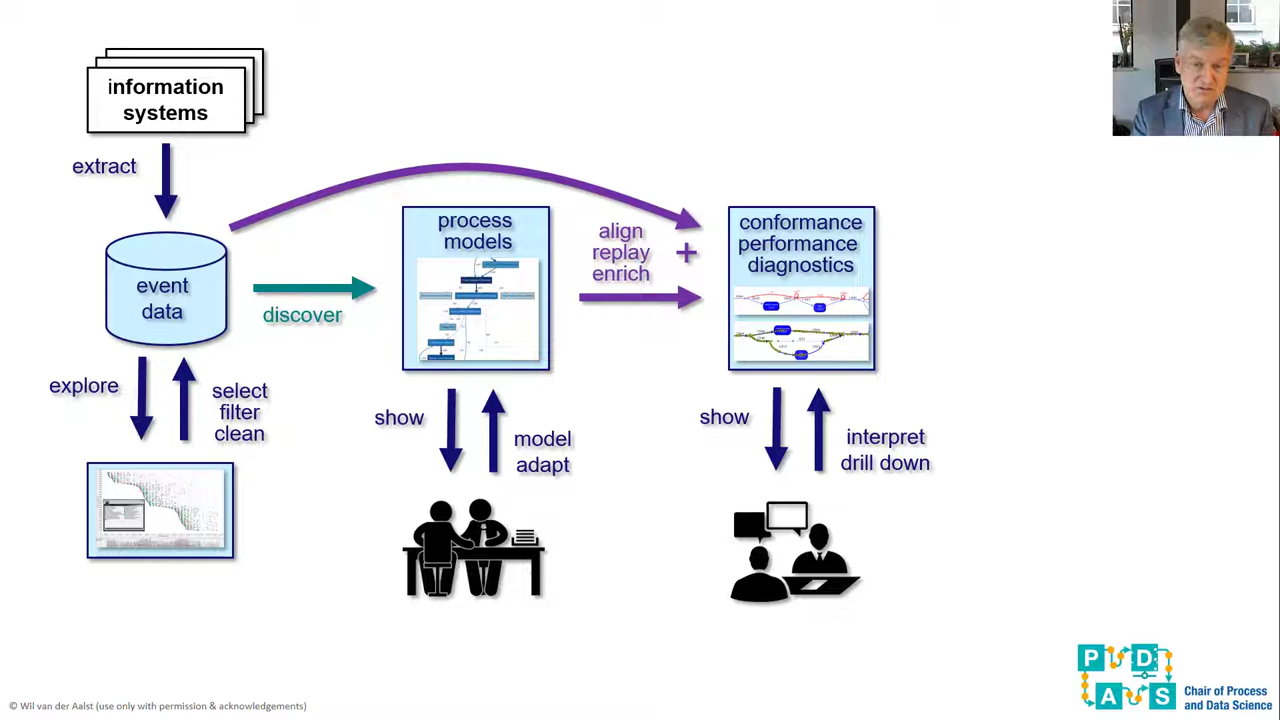 information
systems
extract
event
data
discover
explore
select
filter
clean
process
models
align
replay
enrich
+
conformance
performance
diagnostics
show
model
adapt
show
interpret
drill down
© Wil van der Aalst (use only with permission & acknowledgements)
P D
A S
Chair of Process
and Data Science